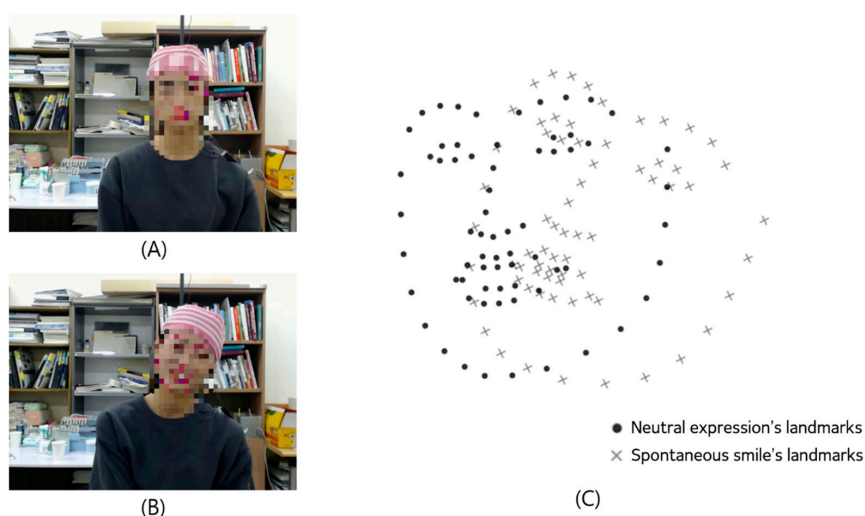 (A)
(B)
Neutral expression's landmarks
Spontaneous smile's landmarks
(C)